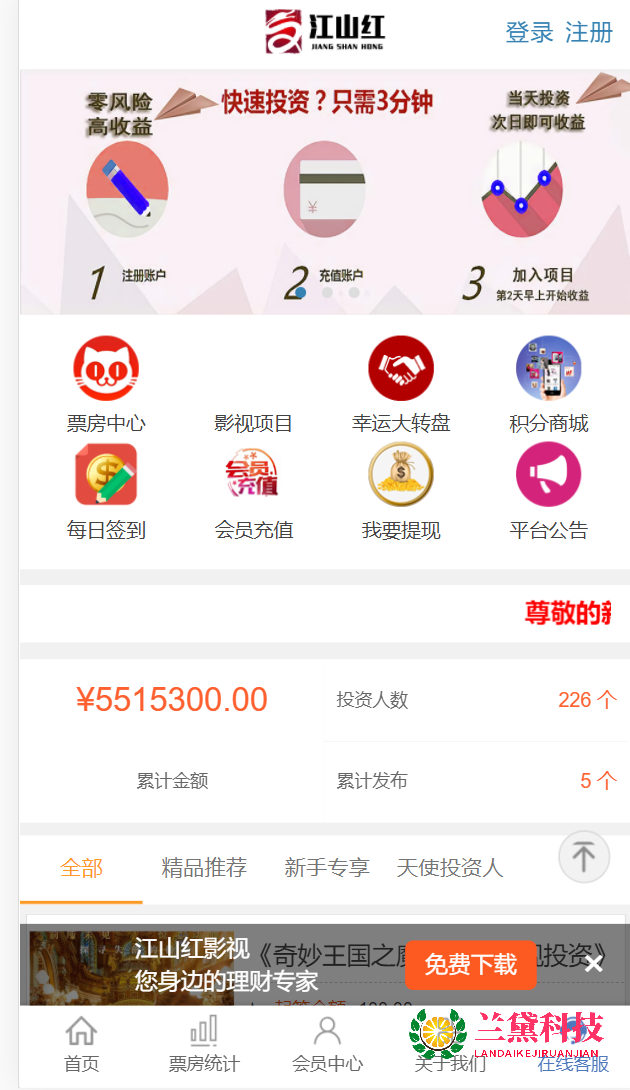 江山红
JIANG SHAN HONG
登录 注册
零风险
高收益
快速投资？只需3分钟
当天投资
次日即可收益
¥
1 注册账户
2 充值账户
3 加入项目
第2天早上开始收益
票房中心
影视项目
幸运大转盘
积分商城
会员
充值
每日签到
会员充值
我要提现
平台公告
尊敬的新
¥5515300.00
累计金额
投资人数
226 个
累计发布
5 个
全部
精品推荐
新手专享
天使投资人
江山红影视
您身边的理财专家
《奇妙王国之魔
视投资》
免费下载
×
起算金额
100.00
首页
票房统计
会员中心
关于我们
在线客服
兰黛科技
LANDAIKEJIRUANJIAN